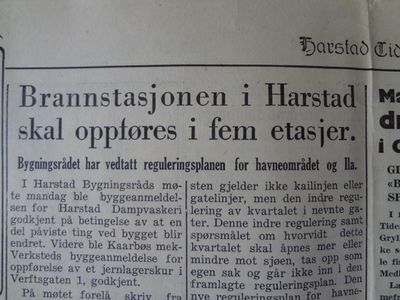 Harstad Tid
Brannstasjonen i Harstad
skal oppføres i fem etasjer.
Bygningsrådet har vedtatt reguleringsplanen for havneområdet og Ila.
I Harstad Bygningsråds mø-
te mandag ble byggeanmeldel-
sen for Harstad Dampvaskeri
godkjent på betingelse av at en
del påviste ting ved bygget blir
endret. Videre ble Kaarbøs mek.
Verksteds byggeanmeldelse for
oppførelse av et jernlagerskur i
Verftsgaten 1, godkjent.
På møtet forelå skriv fra
sten gjelder ikke kailinjen eller
gatelinjer, men den indre regu-
lering av kvartalet i nevnte ga-
ter. Denne indre regulering samt
spørsmålet om hvorvidt dette
kvartalet skal åpnes mer eller
mindre mot sjøen, tas opp som
egen sak og går ikke inn i den
framlagte regulering. Den
nye reguleringsplan for havne-
Ma
dr
i C